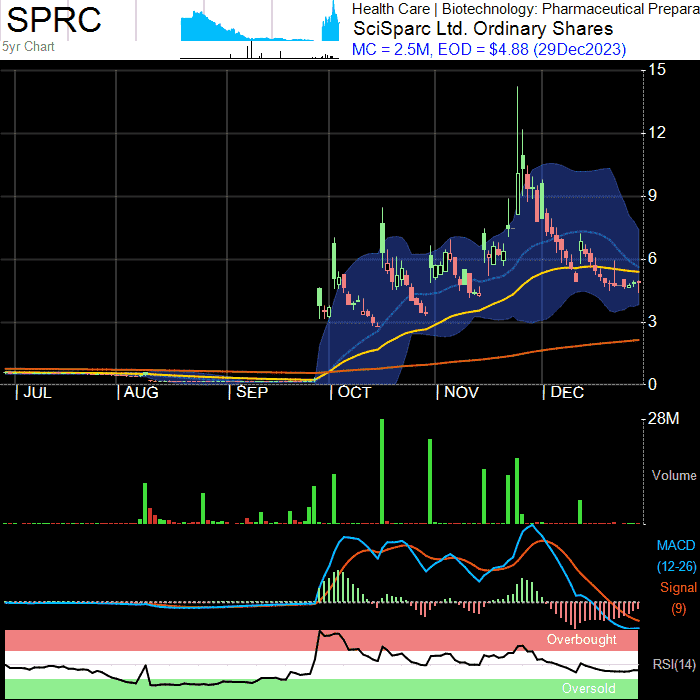 SPRC
5yr Chart
Health Care | Biotechnology: Pharmaceutical Prepara
SciSparc Ltd. Ordinary Shares
MC = 2.5M, EOD = $4.88 (29Dec2023)
15
12
9
6
3
0
JUL
AUG
SEP
OCT
NOV
DEC
28M
Volume
MACD
(12-26)
Signal
(9)
Overbought
RSI(14)
Oversold